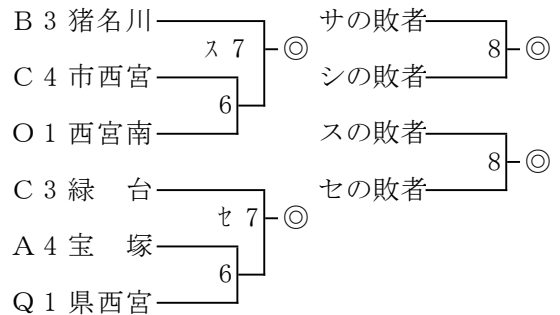 B3猪名川
ス 7 ◎
C4市西宮
6
O1西宮南
C3緑 台
セ 7 ◎
A4宝 塚
6
Q1県西宮
サの敗者
8 ◎
シの敗者
スの敗者
8 ◎
セの敗者